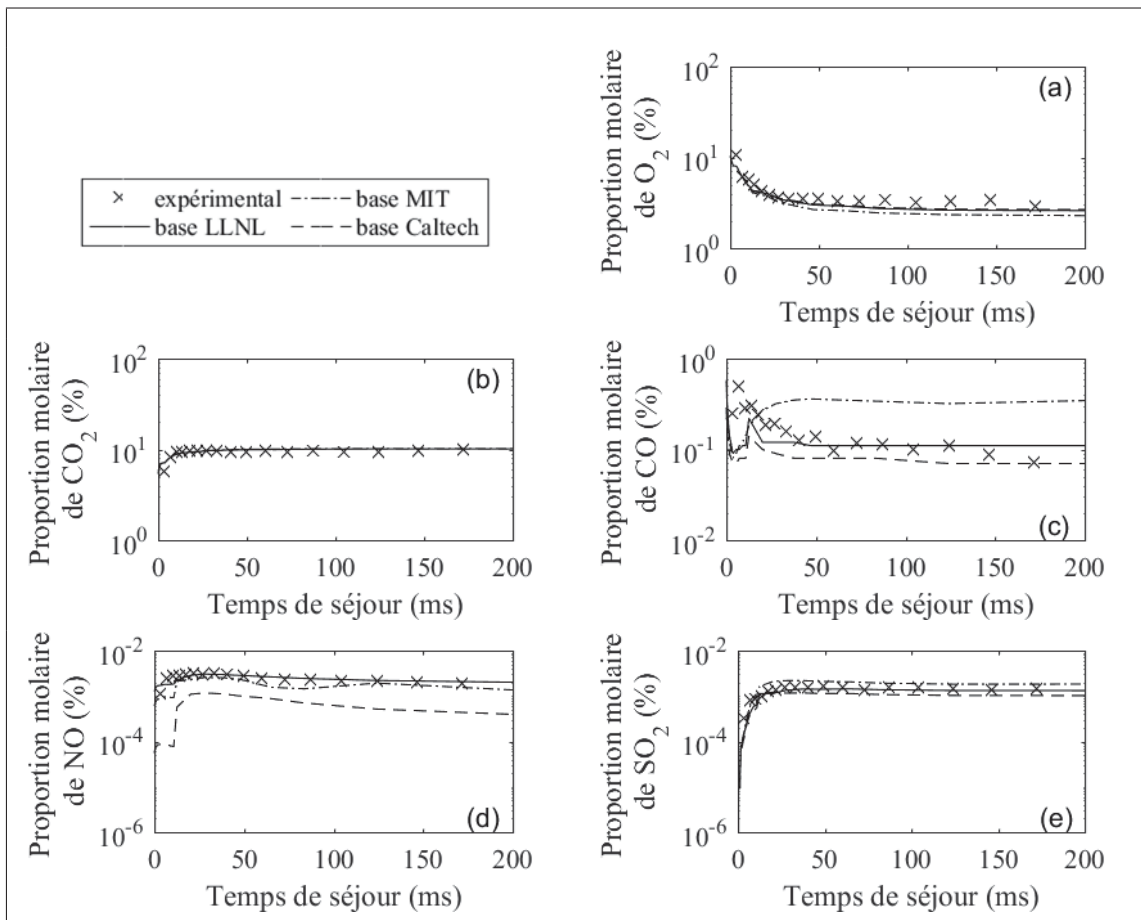 (a)
Proportion molaire
de O2 (%)
10^2
10^1
10^0
0 50 100 150 200
Temps de séjour (ms)
× expérimental
base MIT
base LLNL
base Caltech
(b)
Proportion molaire
de CO2 (%)
10^2
10^1
10^0
0 50 100 150 200
Temps de séjour (ms)
(c)
Proportion molaire
de CO (%)
10^0
10^-1
10^-2
0 50 100 150 200
Temps de séjour (ms)
(d)
Proportion molaire
de NO (%)
10^-2
10^-4
10^-6
0 50 100 150 200
Temps de séjour (ms)
(e)
Proportion molaire
de SO2 (%)
10^-2
10^-4
10^-6
0 50 100 150 200
Temps de séjour (ms)